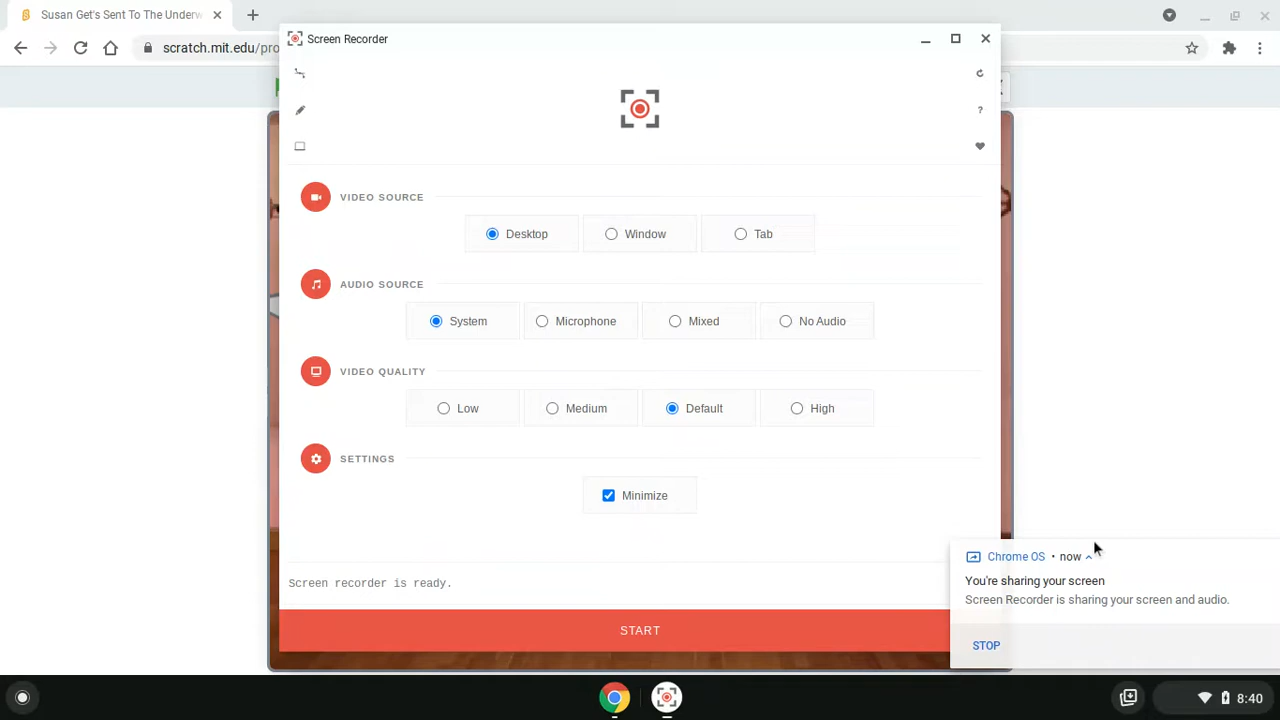 Susan Get's Sent To The Underw
scratch.mit.edu/pro
Screen Recorder
?
VIDEO SOURCE
Desktop Window Tab
AUDIO SOURCE
System Microphone Mixed No Audio
VIDEO QUALITY
Low Medium Default High
SETTINGS
Minimize
Screen recorder is ready.
START
Chrome OS • now
You're sharing your screen
Screen Recorder is sharing your screen and audio.
STOP
8:40